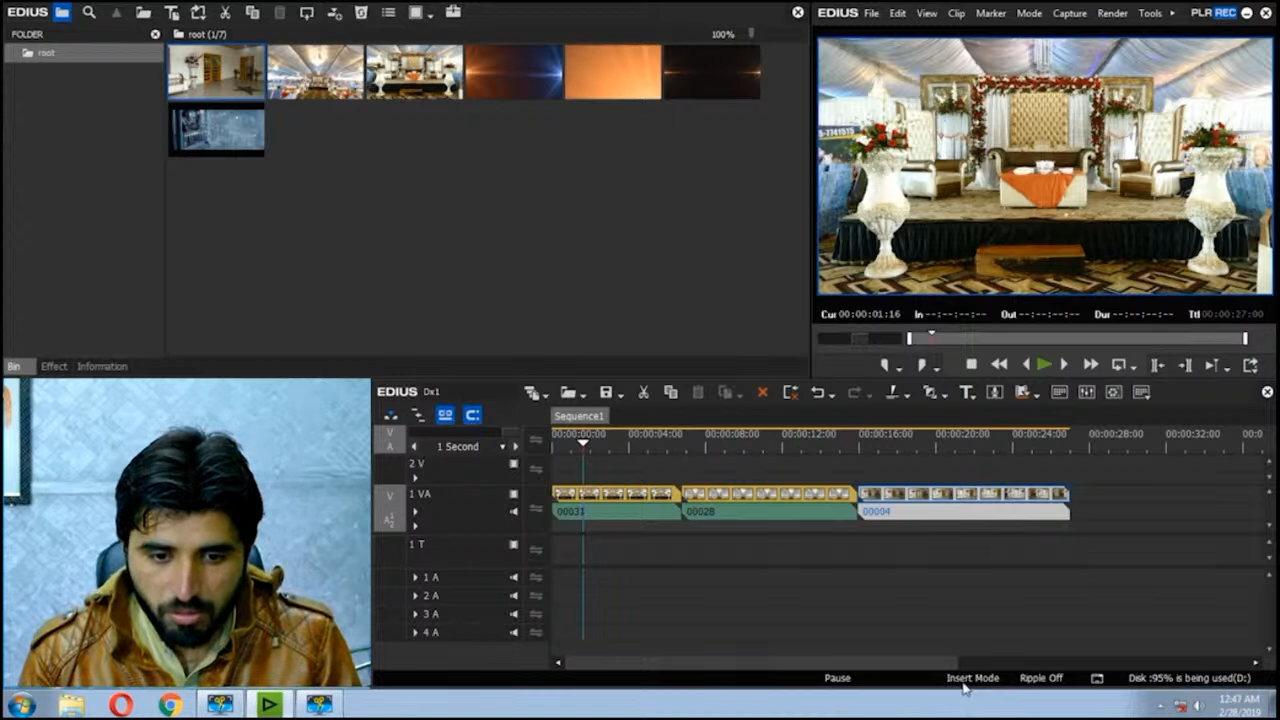 EDIUS
FOLDER
root (1/7)
100%
root
EDIUS File Edit View Clip Marker Mode Capture Render Tools PLR REC
Cur 00:00:01:16 In --:--:--:-- Out --:--:--:-- Dur --:--:--:-- Ttl 00:00:27:00
Bin Effect Information
EDIUS Dx1
Sequence1
V
A
1 Second
00:00:00:00 00:00:04:00 00:00:08:00 00:00:12:00 00:00:16:00 00:00:20:00 00:00:24:00 00:00:28:00 00:00:32:00 00:0
2 V
V
1 VA
A
00031 00028 00004
1 T
1 A
2 A
3 A
4 A
Pause
Insert Mode
Ripple Off
Disk :95% is being used(D:)
12:47 AM
2/28/2019